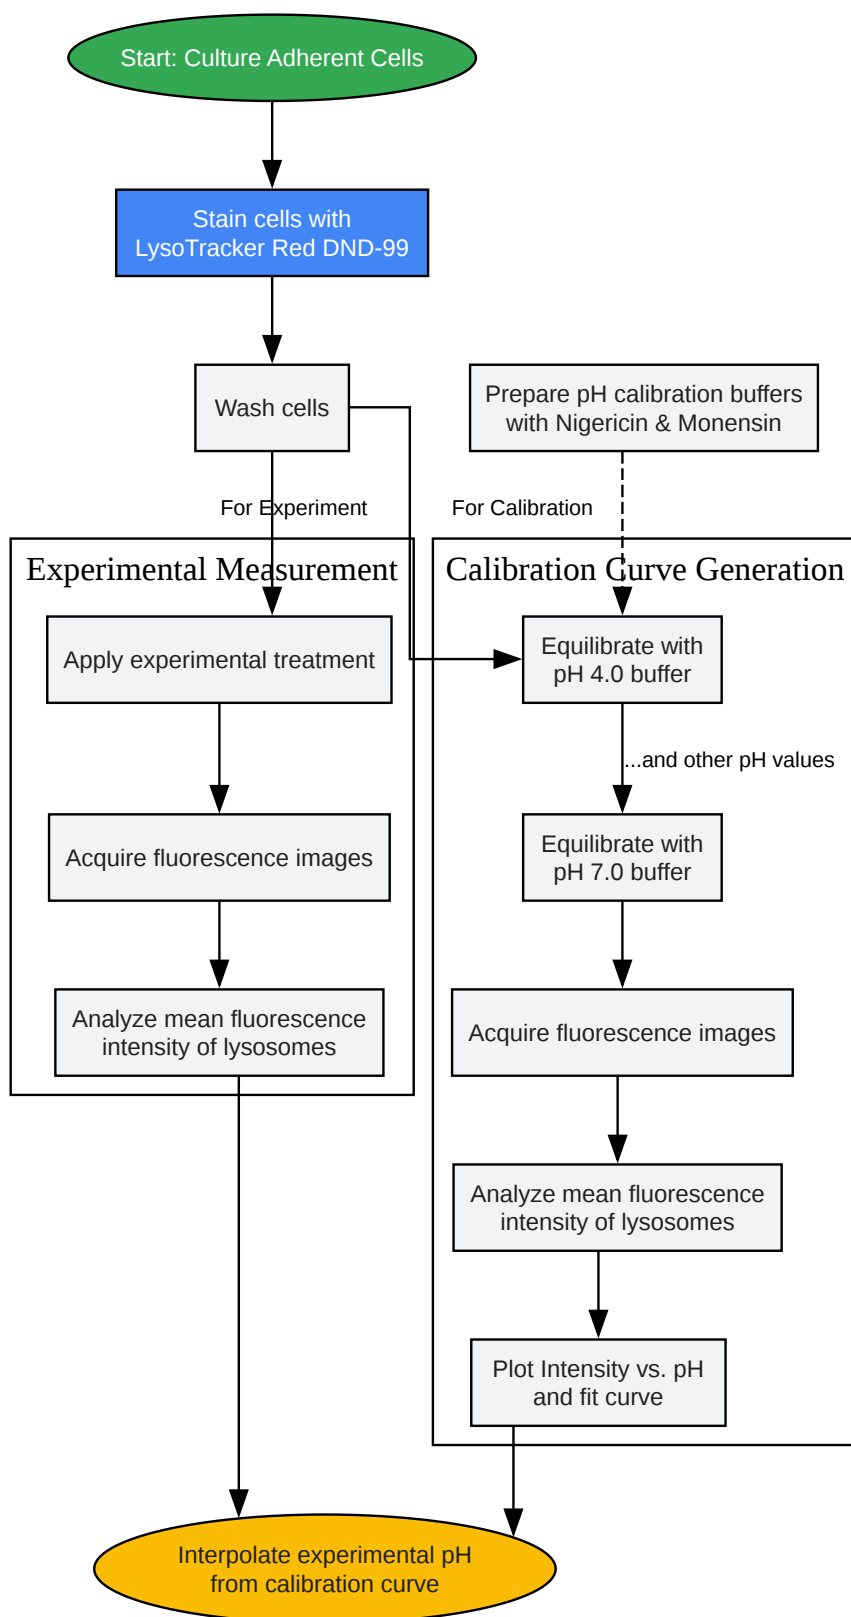 Start: Culture Adherent Cells
Stain cells with
LysoTracker Red DND-99
Wash cells
Prepare pH calibration buffers
with Nigericin & Monensin
For Experiment
For Calibration
Experimental Measurement
Apply experimental treatment
Acquire fluorescence images
Analyze mean fluorescence
intensity of lysosomes
Calibration Curve Generation
Equilibrate with
pH 4.0 buffer
...and other pH values
Equilibrate with
pH 7.0 buffer
Acquire fluorescence images
Analyze mean fluorescence
intensity of lysosomes
Plot Intensity vs. pH
and fit curve
Interpolate experimental pH
from calibration curve